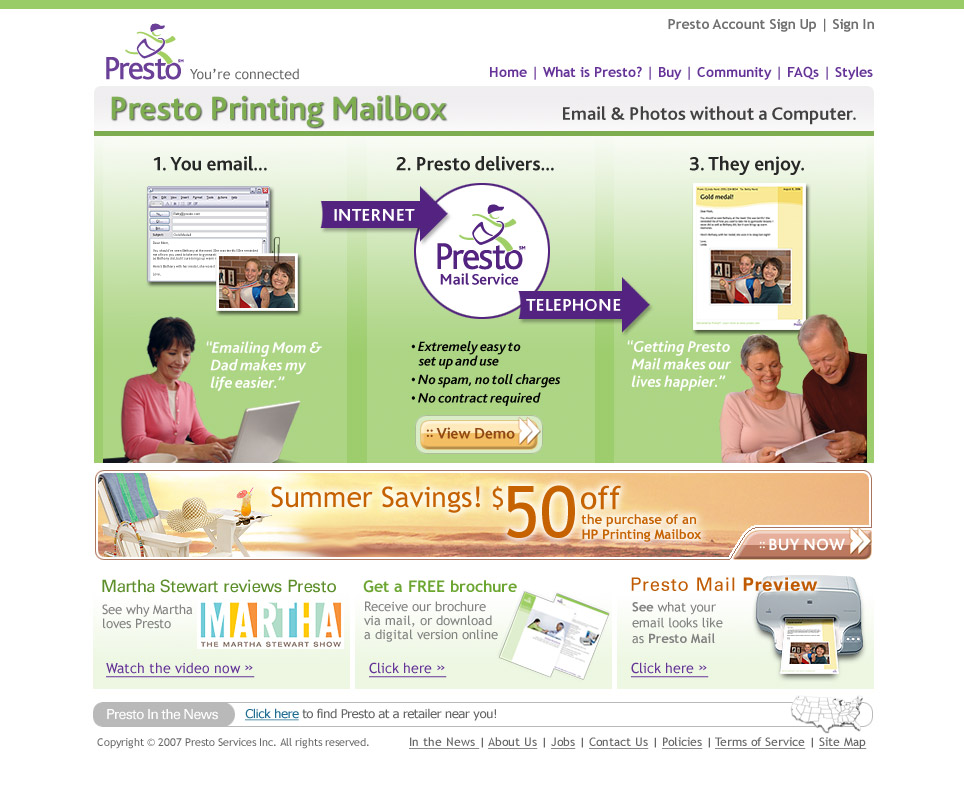 Presto Account Sign Up | Sign In
Presto SM You're connected
Home | What is Presto? | Buy | Community | FAQs | Styles
Presto Printing Mailbox
Email & Photos without a Computer.
1. You email...
2. Presto delivers...
3. They enjoy.
INTERNET
Presto SM
Mail Service
TELEPHONE
Gold medal!
"Emailing Mom &
Dad makes my
life easier."
• Extremely easy to
set up and use
• No spam, no toll charges
• No contract required
:: View Demo
"Getting Presto
Mail makes our
lives happier."
Summer Savings! $50 off
the purchase of an
HP Printing Mailbox
:: BUY NOW
Martha Stewart reviews Presto
See why Martha
loves Presto
MARTHA
THE MARTHA STEWART SHOW
Watch the video now »
Get a FREE brochure
Receive our brochure
via mail, or download
a digital version online
Click here »
Presto Mail Preview
See what your
email looks like
as Presto Mail
Click here »
Presto In the News
Click here to find Presto at a retailer near you!
Copyright © 2007 Presto Services Inc. All rights reserved.
In the News | About Us | Jobs | Contact Us | Policies | Terms of Service | Site Map